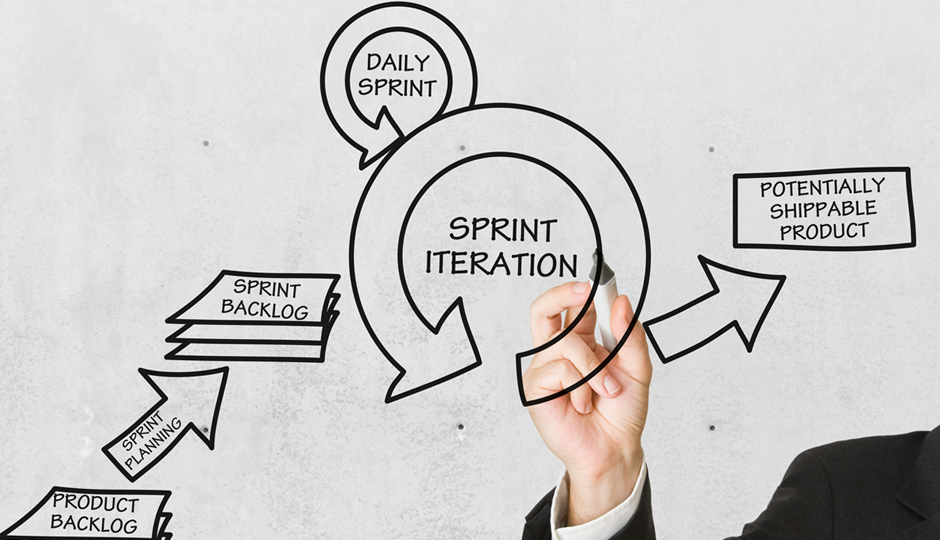 DAILY
SPRINT
SPRINT
ITERATION
POTENTIALLY
SHIPPABLE
PRODUCT
SPRINT
BACKLOG
SPRINT
PLANNING
PRODUCT
BACKLOG